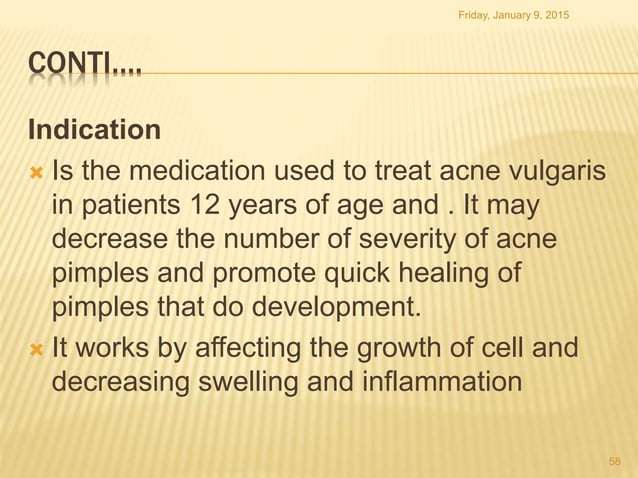 Friday, January 9, 2015
CONTI....
Indication
Is the medication used to treat acne vulgaris
in patients 12 years of age and . It may
decrease the number of severity of acne
pimples and promote quick healing of
pimples that do development.
It works by affecting the growth of cell and
decreasing swelling and inflammation
58